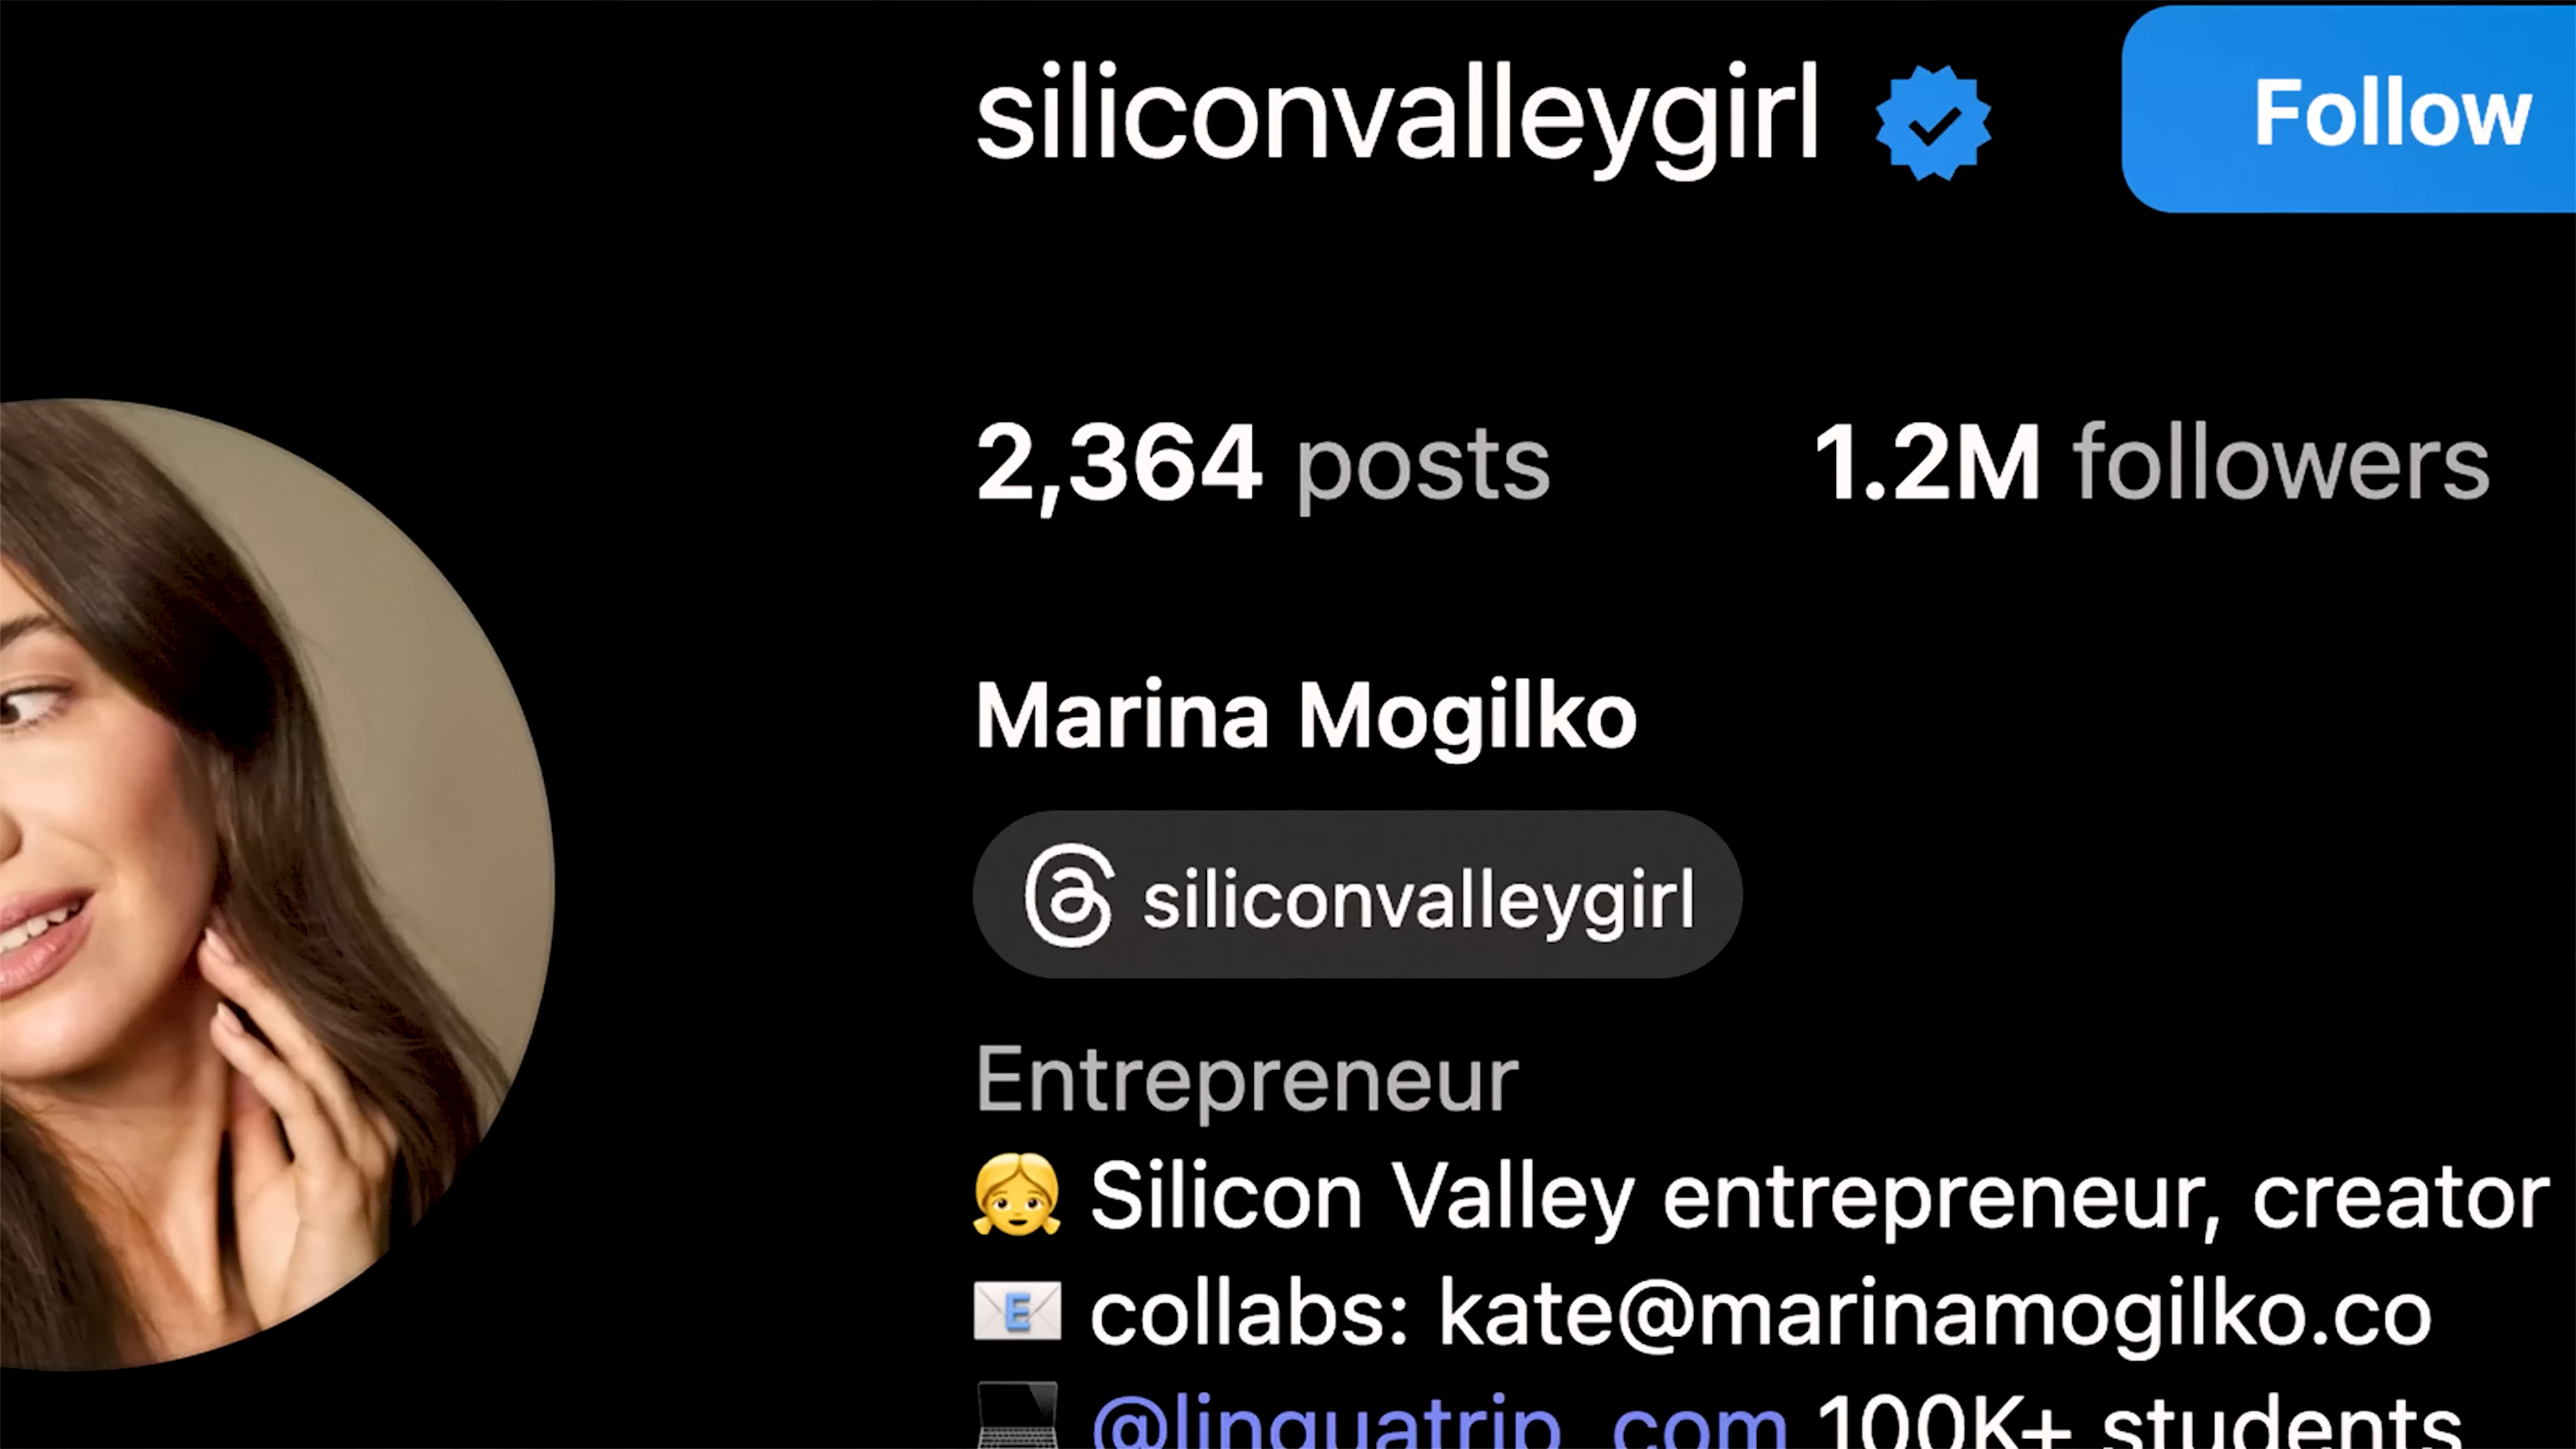 siliconvalleygirl
Follow
2,364 posts 1.2M followers
Marina Mogilko
siliconvalleygirl
Entrepreneur
👧 Silicon Valley entrepreneur, creator
📧 collabs: kate@marinamogilko.co
💻 @linguatrip_com 100K+ students